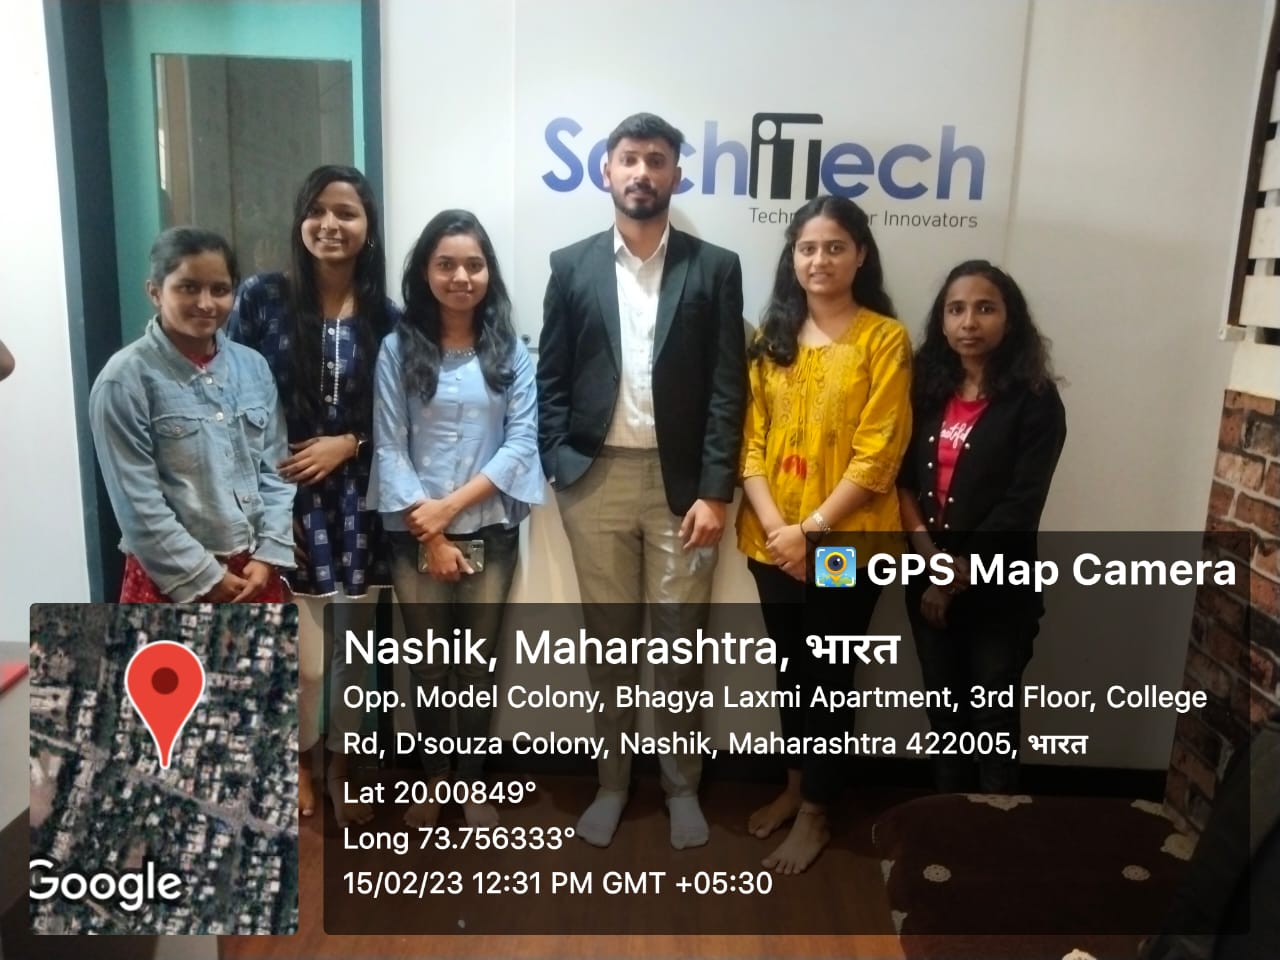 Tech
Innovators
GPS Map Camera
Nashik, Maharashtra, भारत
Opp. Model Colony, Bhagya Laxmi Apartment, 3rd Floor, College
Rd, D'souza Colony, Nashik, Maharashtra 422005, भारत
Lat 20.00849°
Long 73.756333°
15/02/23 12:31 PM GMT +05:30
Google